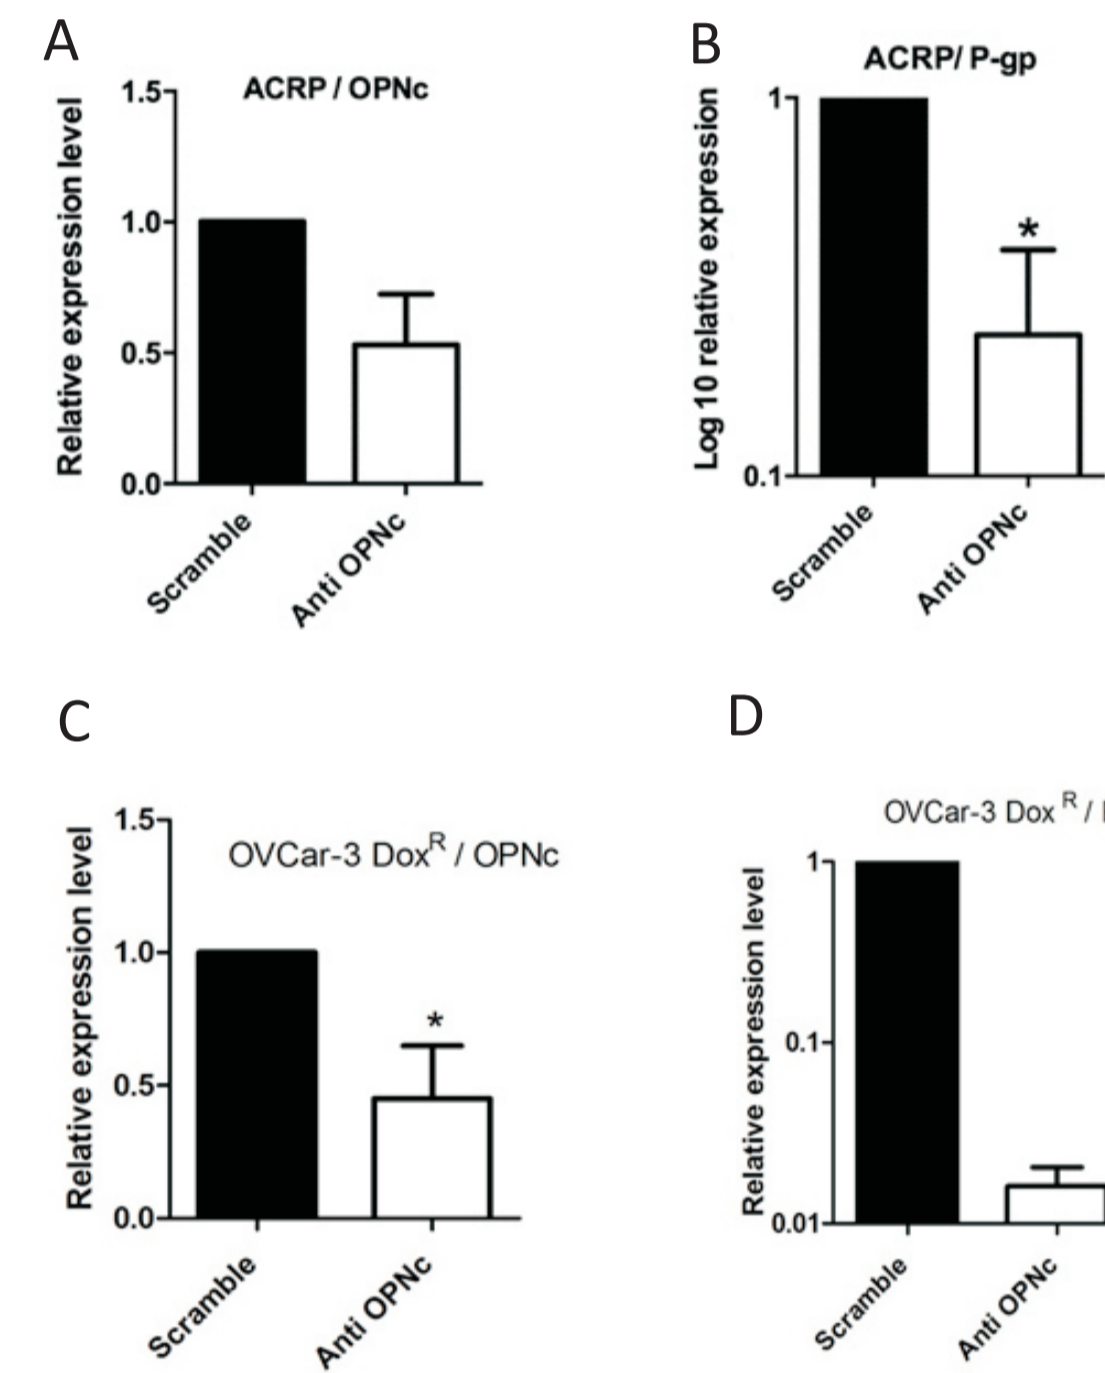 A
ACRP / OPNc
Relative expression level
1.5
1.0
0.5
0.0
Scramble
Anti OPNc
B
ACRP/ P-gp
Log 10 relative expression
1
*
0.1
Scramble
Anti OPNc
C
OVCar-3 DoxR / OPNc
Relative expression level
1.5
1.0
*
0.5
0.0
Scramble
Anti OPNc
D
OVCar-3 Dox R /
Relative expression level
1
0.1
0.01
Scramble
Anti OPNc